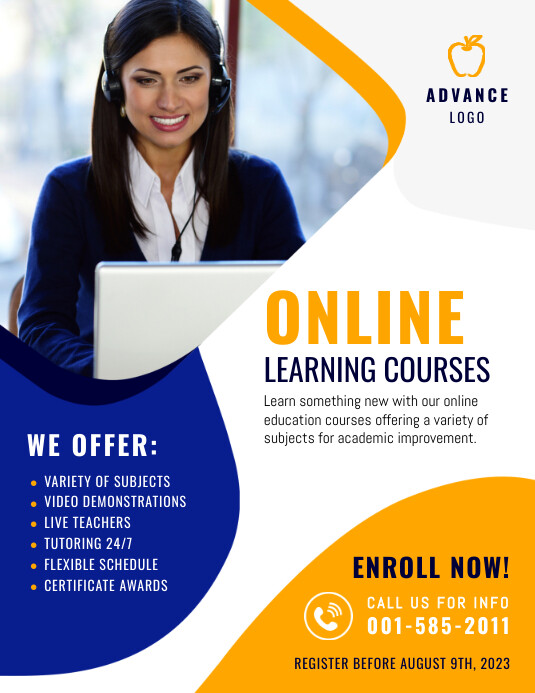 ADVANCE
LOGO
ONLINE
LEARNING COURSES
Learn something new with our online
education courses offering a variety of
subjects for academic improvement.
WE OFFER:
VARIETY OF SUBJECTS
VIDEO DEMONSTRATIONS
LIVE TEACHERS
TUTORING 24/7
FLEXIBLE SCHEDULE
CERTIFICATE AWARDS
ENROLL NOW!
CALL US FOR INFO
001-585-2011
REGISTER BEFORE AUGUST 9TH, 2023